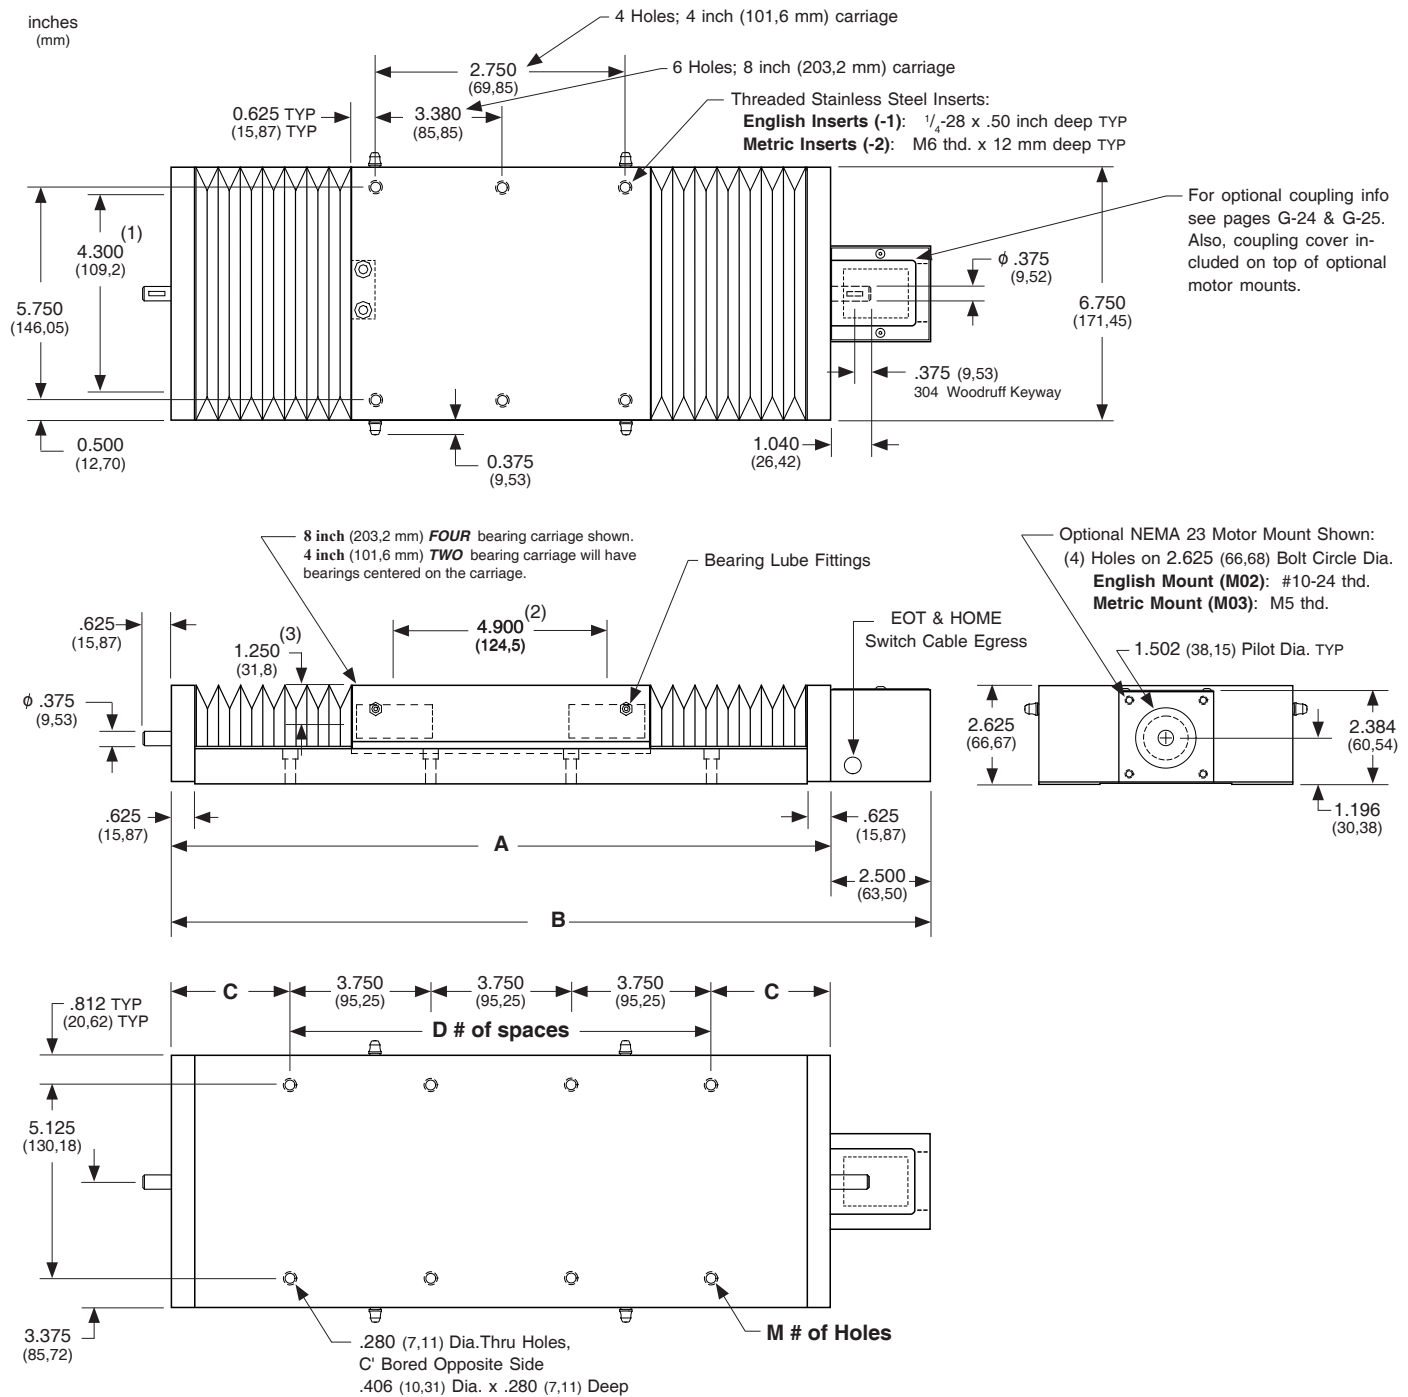 inches
(mm)
4 Holes; 4 inch (101,6 mm) carriage
2.750
(69,85)
6 Holes; 8 inch (203,2 mm) carriage
0.625 TYP
(15,87) TYP
3.380
(85,85)
Threaded Stainless Steel Inserts:
English Inserts (-1): 1/4-28 x .50 inch deep TYP
Metric Inserts (-2): M6 thd. x 12 mm deep TYP
For optional coupling info
see pages G-24 & G-25.
Also, coupling cover in-
cluded on top of optional
motor mounts.
(1)
4.300
(109,2)
5.750
(146,05)
ϕ .375
(9,52)
6.750
(171,45)
.375 (9,53)
304 Woodruff Keyway
0.500
(12,70)
0.375
(9,53)
1.040
(26,42)
8 inch (203,2 mm) FOUR bearing carriage shown.
4 inch (101,6 mm) TWO bearing carriage will have
bearings centered on the carriage.
Bearing Lube Fittings
Optional NEMA 23 Motor Mount Shown:
(4) Holes on 2.625 (66,68) Bolt Circle Dia.
English Mount (M02): #10-24 thd.
Metric Mount (M03): M5 thd.
.625
(15,87)
(3)
1.250
(31,8)
(2)
4.900
(124,5)
EOT & HOME
Switch Cable Egress
1.502 (38,15) Pilot Dia. TYP
ϕ .375
(9,53)
2.625
(66,67)
2.384
(60,54)
1.196
(30,38)
.625
(15,87)
A
.625
(15,87)
2.500
(63,50)
B
.812 TYP
(20,62) TYP
C
3.750
(95,25)
3.750
(95,25)
3.750
(95,25)
C
D # of spaces
5.125
(130,18)
3.375
(85,72)
.280 (7,11) Dia.Thru Holes,
C' Bored Opposite Side
.406 (10,31) Dia. x .280 (7,11) Deep
M # of Holes